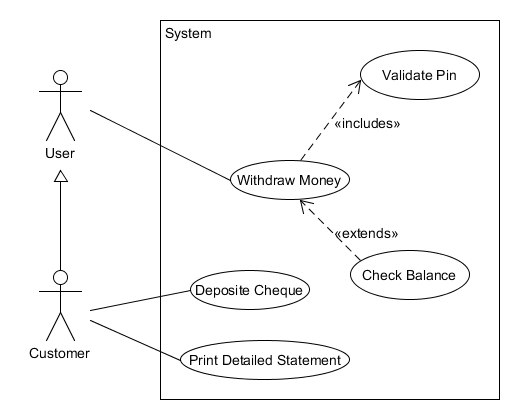 System
Validate Pin
«includes»
User
Withdraw Money
«extends»
Check Balance
Deposite Cheque
Customer
Print Detailed Statement